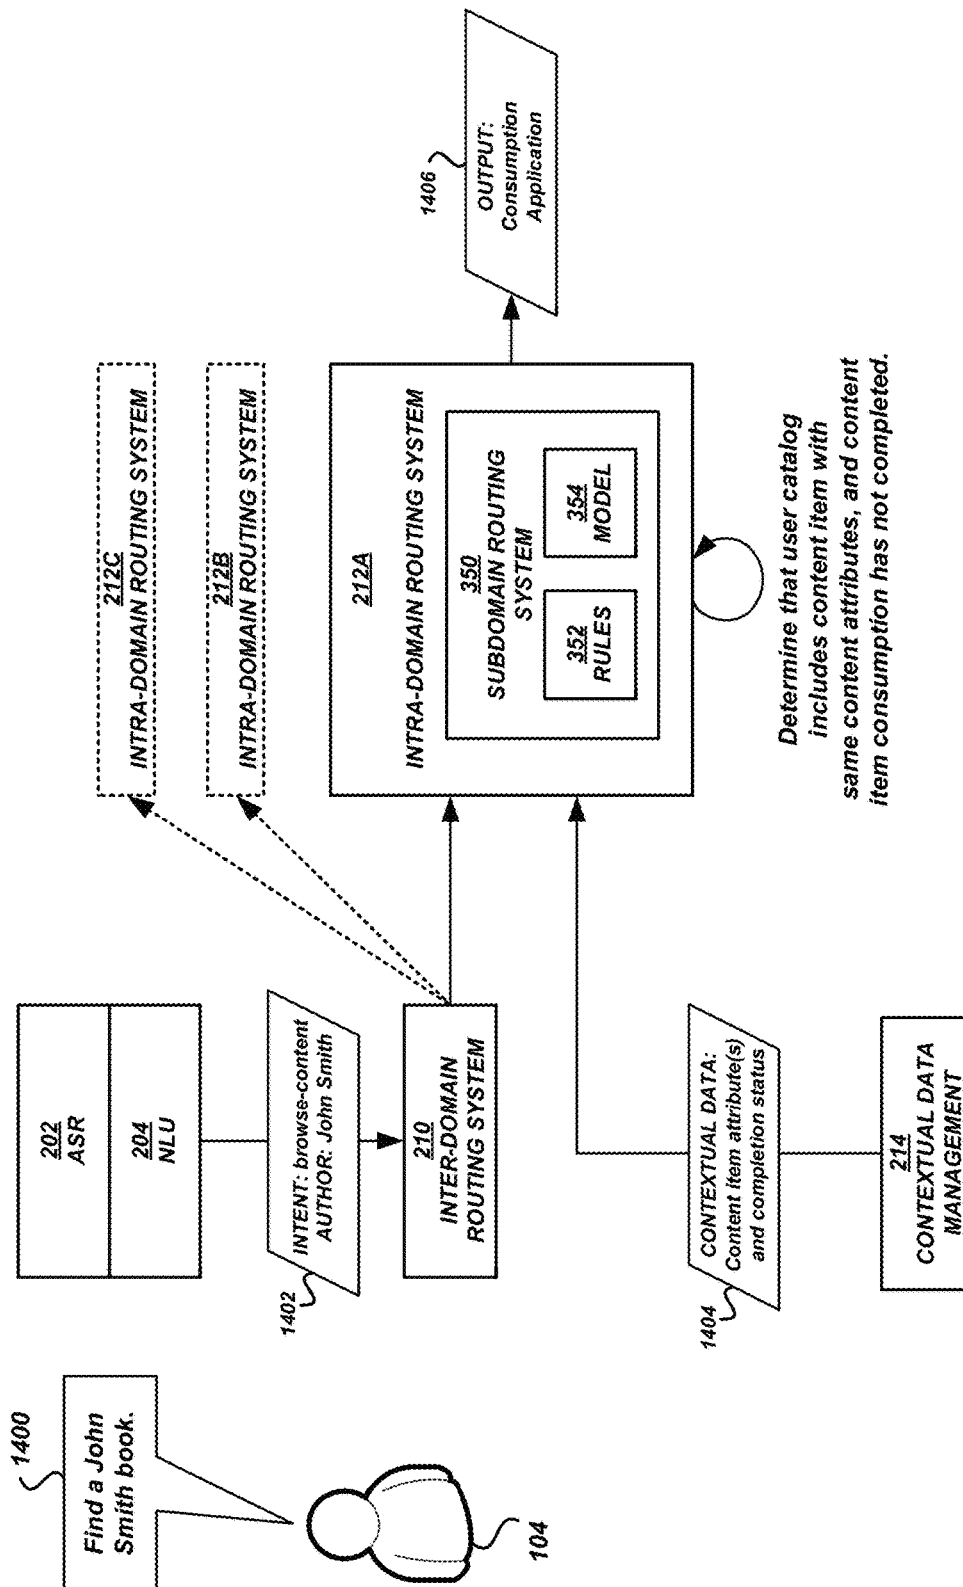 1400
Find a John
Smith book.
104
202
ASR
204
NLU
1402
INTENT: browse-content
AUTHOR: John Smith
210
INTER-DOMAIN
ROUTING SYSTEM
1404
CONTEXTUAL DATA:
Content item attribute(s)
and completion status
214
CONTEXTUAL DATA
MANAGEMENT
212C
INTRA-DOMAIN ROUTING SYSTEM
212B
INTRA-DOMAIN ROUTING SYSTEM
212A
INTRA-DOMAIN ROUTING SYSTEM
350
SUBDOMAIN ROUTING
SYSTEM
352
RULES
354
MODEL
Determine that user catalog
includes content item with
same content attributes, and content
item consumption has not completed.
1406
OUTPUT:
Consumption
Application